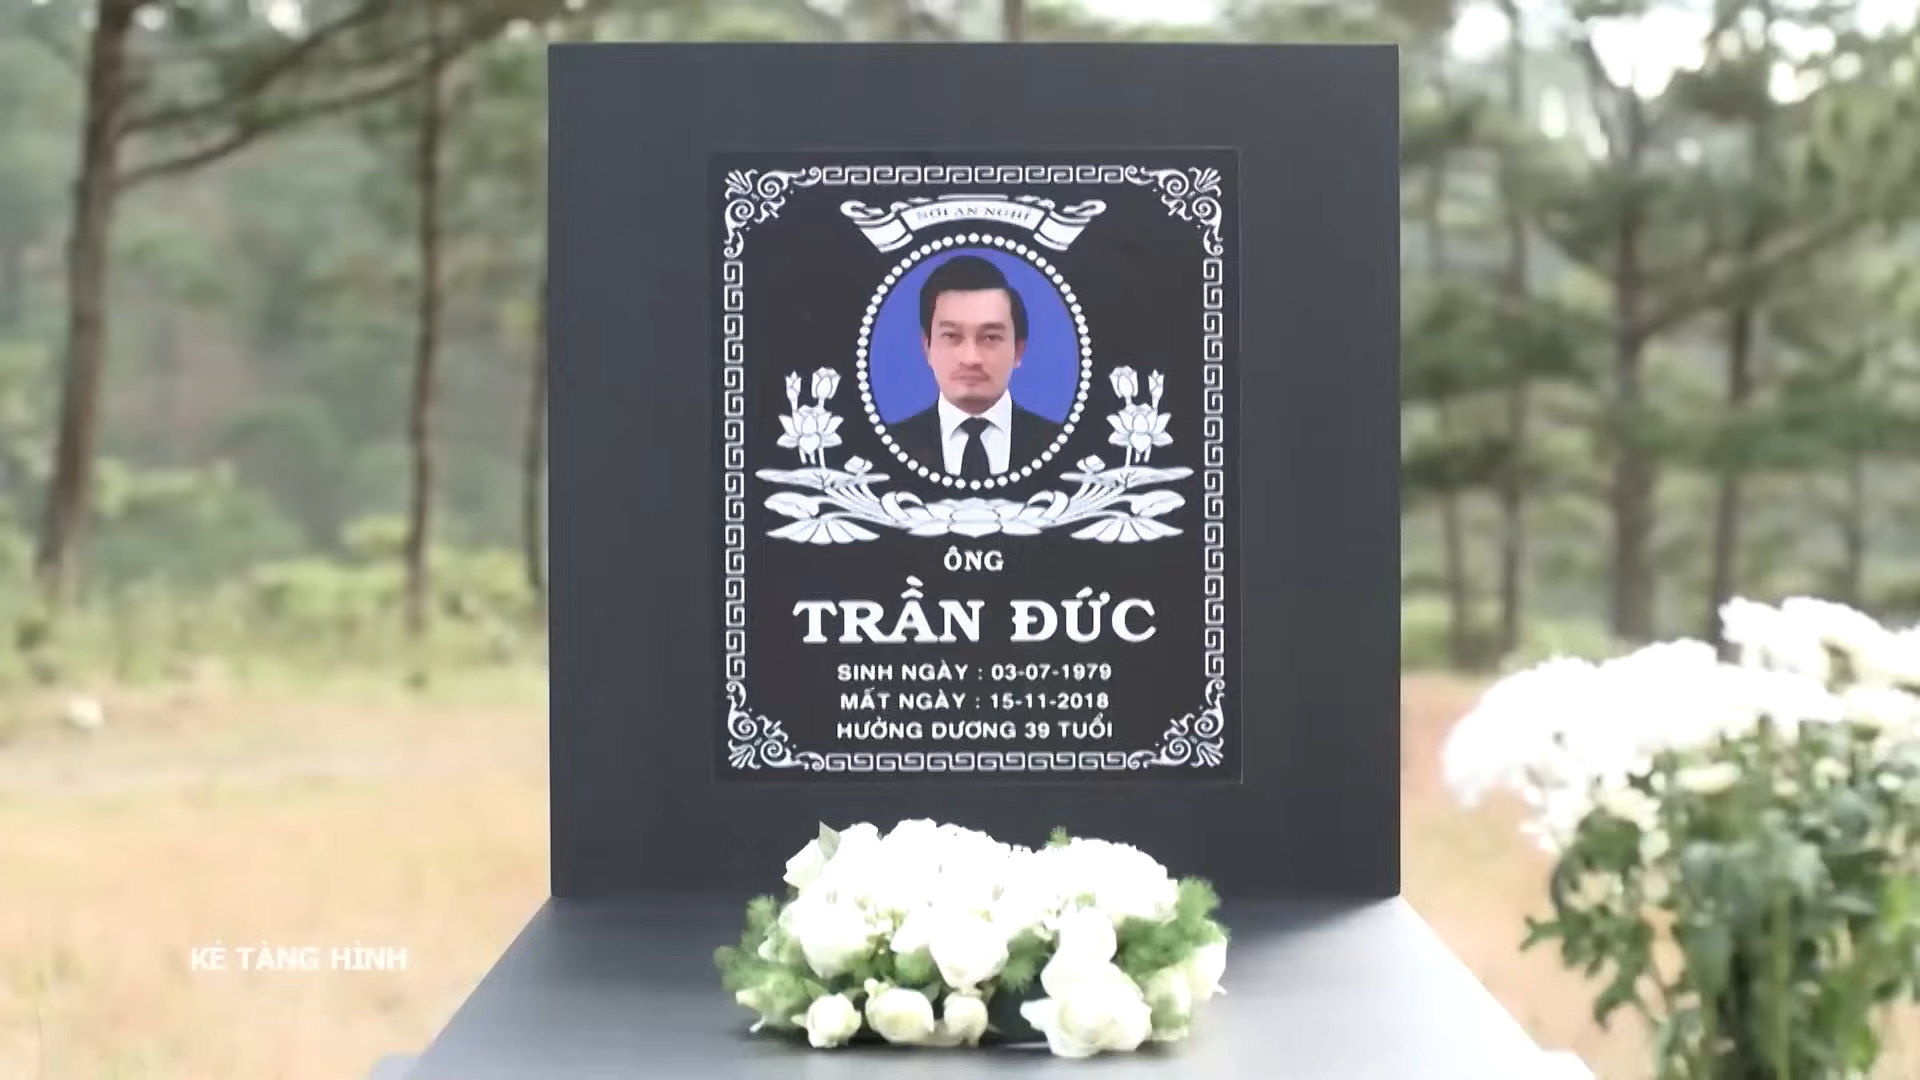 NƠI AN NGHỈ
ÔNG
TRẦN ĐỨC
SINH NGÀY : 03-07-1979
MẤT NGÀY : 15-11-2018
HƯỞNG DƯƠNG 39 TUỔI
KẺ TÀNG HÌNH